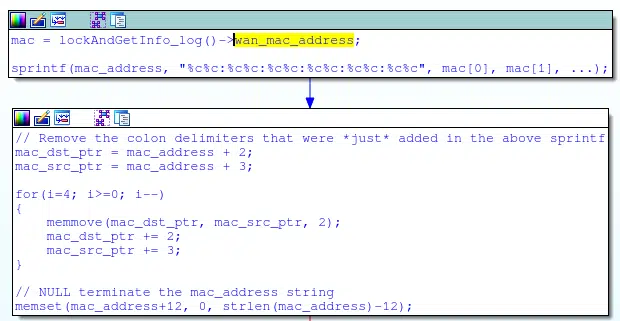 mac = lockAndGetInfo_log()->wan_mac_address;
sprintf(mac_address, "%c%c:%c%c:%c%c:%c%c:%c%c:%c%c", mac[0], mac[1], ...);
// Remove the colon delimiters that were *just* added in the above sprintf
mac_dst_ptr = mac_address + 2;
mac_src_ptr = mac_address + 3;
for(i=4; i>=0; i--)
{
memmove(mac_dst_ptr, mac_src_ptr, 2);
mac_dst_ptr += 2;
mac_src_ptr += 3;
}
// NULL terminate the mac_address string
memset(mac_address+12, 0, strlen(mac_address)-12);